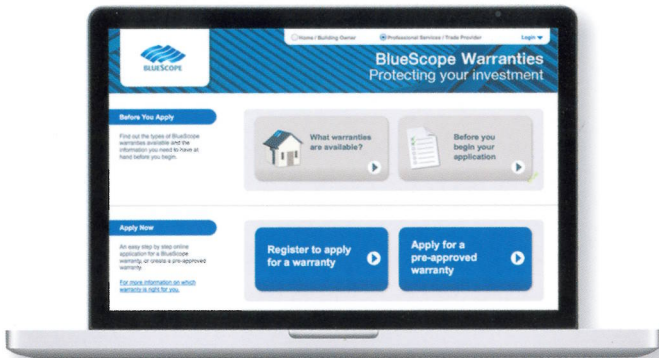 Home / Building Owner
Professional Services / Trade Provider
Login
BLUESCOPE
BlueScope Warranties
Protecting your investment
Before You Apply
Find out the types of BlueScope
warranties available and the
information you need to have at
hand before you begin.
What warranties
are available?
Before you
begin your
application
Apply Now
An easy step by step online
application for a BlueScope
warranty, or create a pre-approved
warranty.
For more information on which
warranty is right for you.
Register to apply
for a warranty
Apply for a
pre-approved
warranty